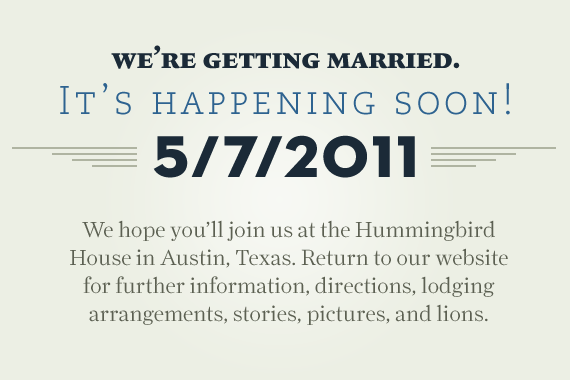 WE'RE GETTING MARRIED.
IT'S HAPPENING SOON!
5/7/2011
We hope you'll join us at the Hummingbird
House in Austin, Texas. Return to our website
for further information, directions, lodging
arrangements, stories, pictures, and lions.